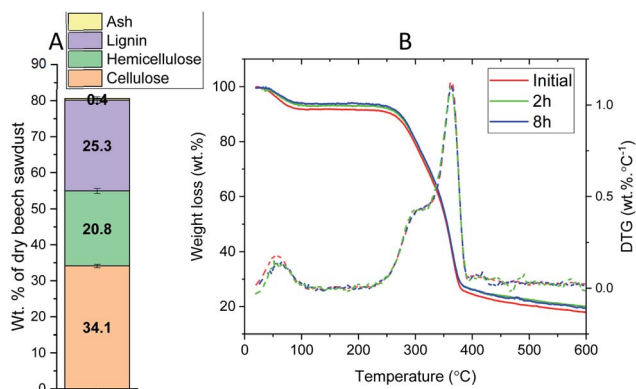 A
Ash
Lignin
Hemicellulose
Cellulose
Wt. % of dry beech sawdust
90
80
70
60
50
40
30
20
10
0
0.4
25.3
20.8
34.1
B
Initial
2h
8h
Weight loss (wt.%)
100
80
60
40
20
DTG (wt.%.°C⁻¹)
1.0
0.5
0.0
0 100 200 300 400 500 600
Temperature (°C)